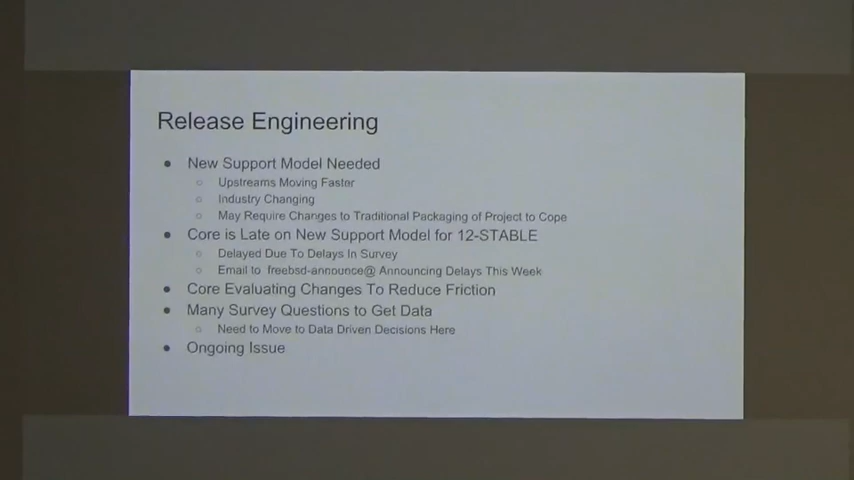 Release Engineering
● New Support Model Needed
○ Upstreams Moving Faster
○ Industry Changing
○ May Require Changes to Traditional Packaging of Project to Cope
● Core is Late on New Support Model for 12-STABLE
○ Delayed Due To Delays In Survey
○ Email to freebsd-announce@ Announcing Delays This Week
● Core Evaluating Changes To Reduce Friction
● Many Survey Questions to Get Data
○ Need to Move to Data Driven Decisions Here
● Ongoing Issue